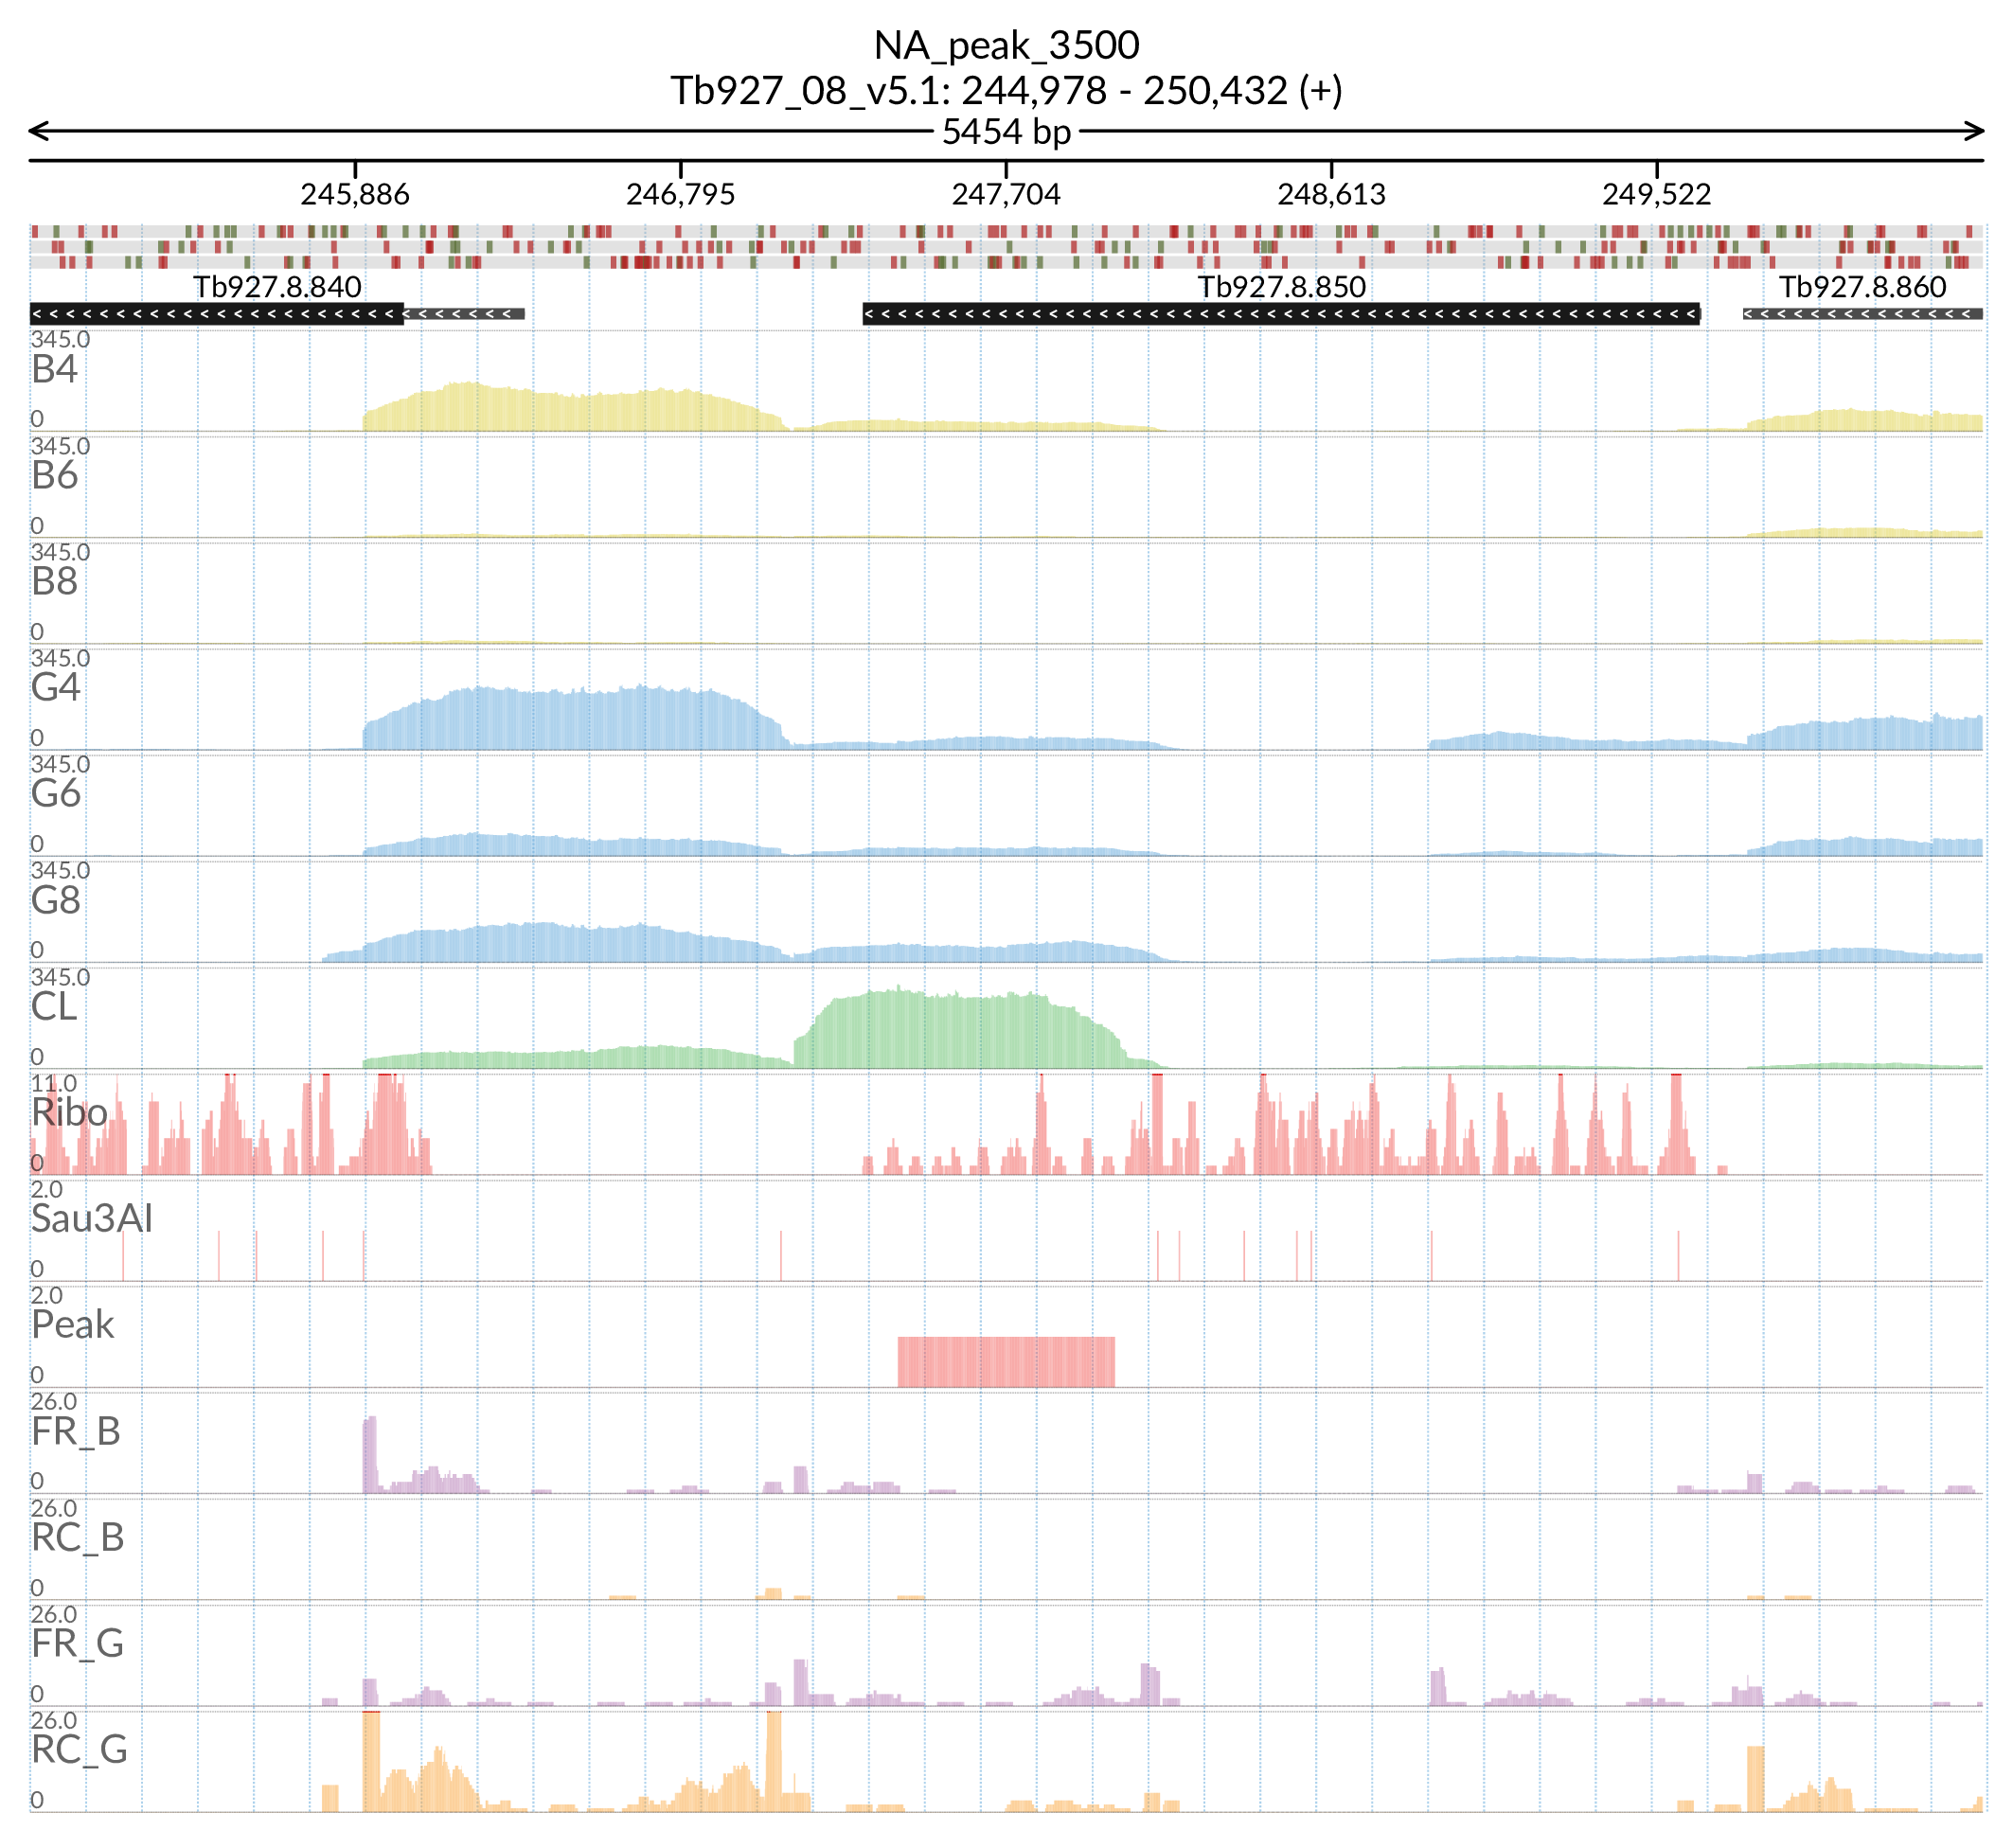 NA_peak_3500
Tb927_08_v5.1: 244,978 - 250,432 (+)
5454 bp
245,886 246,795 247,704 248,613 249,522
Tb927.8.840 Tb927.8.850 Tb927.8.860
345.0
B4
0
345.0
B6
0
345.0
B8
0
345.0
G4
0
345.0
G6
0
345.0
G8
0
345.0
CL
0
11.0
Ribo
0
2.0
Sau3AI
0
2.0
Peak
0
26.0
FR_B
0
26.0
RC_B
0
26.0
FR_G
0
26.0
RC_G
0